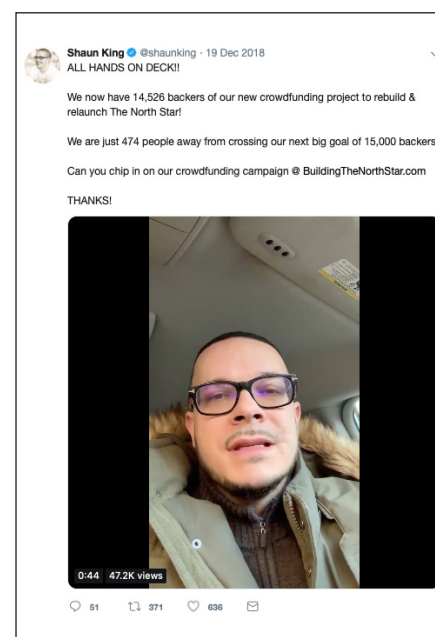 Shaun King @shaunking · 19 Dec 2018
ALL HANDS ON DECK!!
We now have 14,526 backers of our new crowdfunding project to rebuild &
relaunch The North Star!
We are just 474 people away from crossing our next big goal of 15,000 backers
Can you chip in on our crowdfunding campaign @ BuildingTheNorthStar.com
THANKS!
0:44 47.2K views
51 371 636